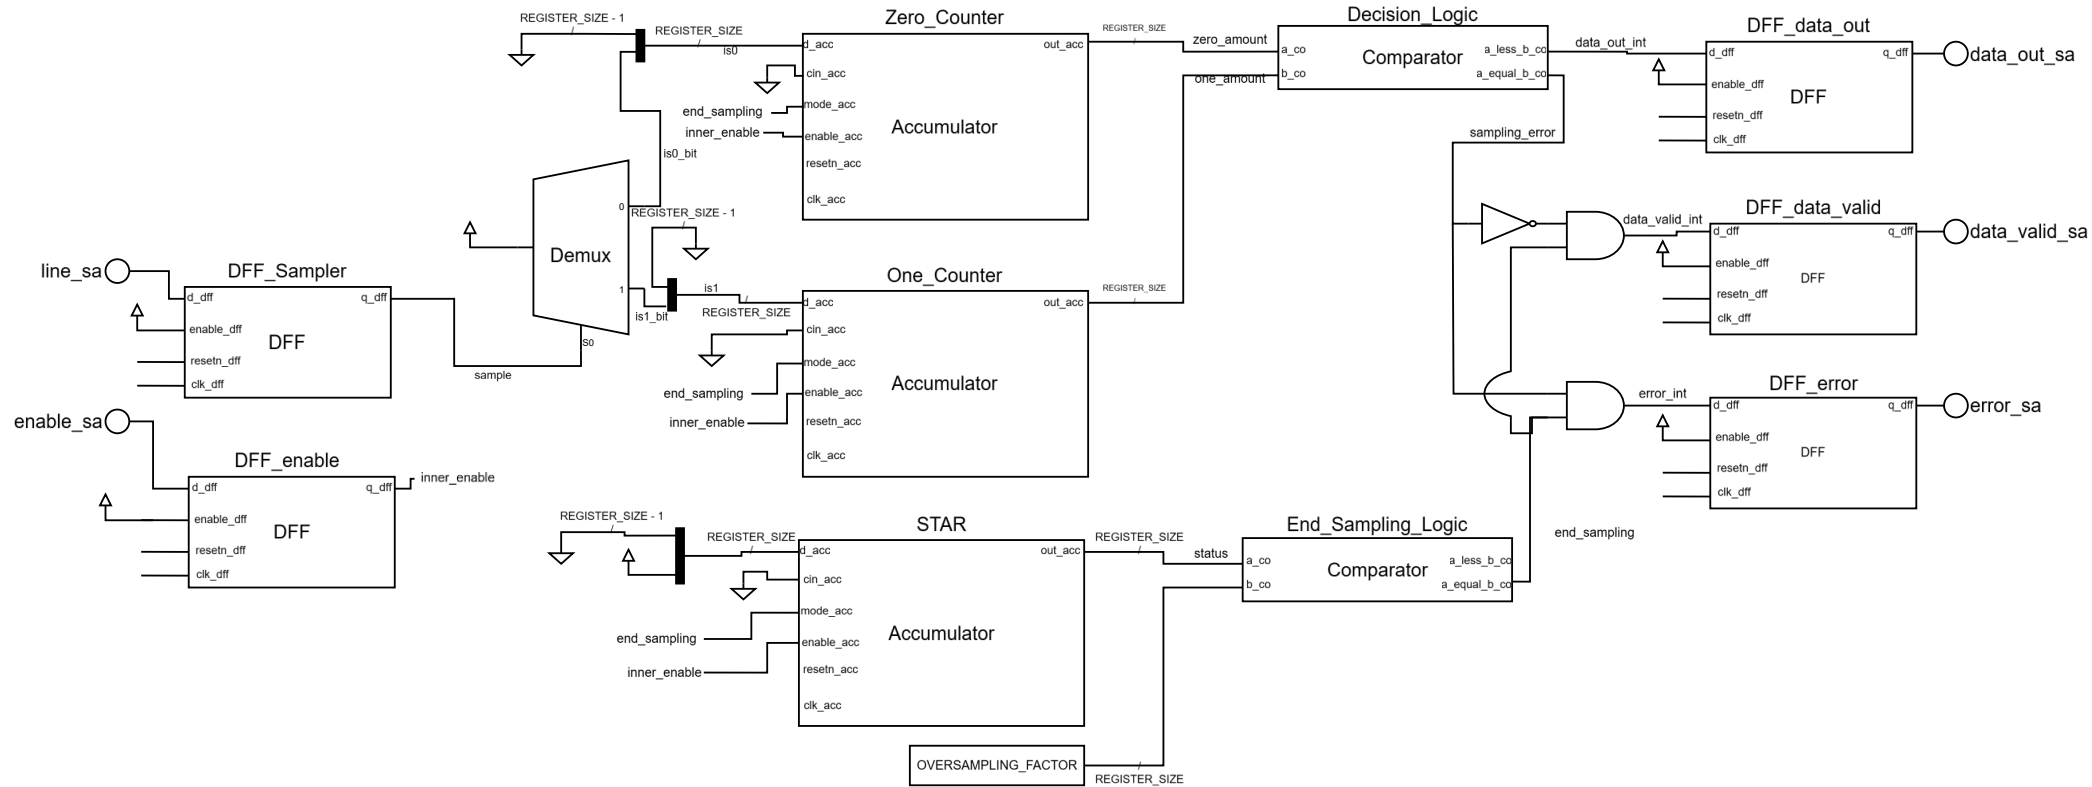 REGISTER_SIZE - 1
REGISTER_SIZE
is0
Zero_Counter
d_acc
out_acc
cin_acc
mode_acc
enable_acc
resetn_acc
clk_acc
Accumulator
end_sampling
inner_enable
REGISTER_SIZE
zero_amount
one_amount
Decision_Logic
a_co
b_co
Comparator
a_less_b_co
a_equal_b_co
data_out_int
sampling_error
DFF_data_out
d_dff
q_dff
enable_dff
DFF
resetn_dff
clk_dff
data_out_sa
is0_bit
0
Demux
1
S0
REGISTER_SIZE - 1
is1
is1_bit
REGISTER_SIZE
line_sa
DFF_Sampler
d_dff
q_dff
enable_dff
DFF
resetn_dff
clk_dff
sample
One_Counter
d_acc
out_acc
cin_acc
mode_acc
enable_acc
resetn_acc
clk_acc
Accumulator
end_sampling
inner_enable
REGISTER_SIZE
data_valid_int
DFF_data_valid
d_dff
q_dff
enable_dff
DFF
resetn_dff
clk_dff
data_valid_sa
error_int
DFF_error
d_dff
q_dff
enable_dff
DFF
resetn_dff
clk_dff
error_sa
enable_sa
DFF_enable
d_dff
q_dff
inner_enable
enable_dff
DFF
resetn_dff
clk_dff
REGISTER_SIZE - 1
REGISTER_SIZE
STAR
d_acc
out_acc
cin_acc
mode_acc
enable_acc
resetn_acc
clk_acc
Accumulator
end_sampling
inner_enable
REGISTER_SIZE
status
End_Sampling_Logic
a_co
b_co
Comparator
a_less_b_co
a_equal_b_co
end_sampling
OVERSAMPLING_FACTOR
REGISTER_SIZE